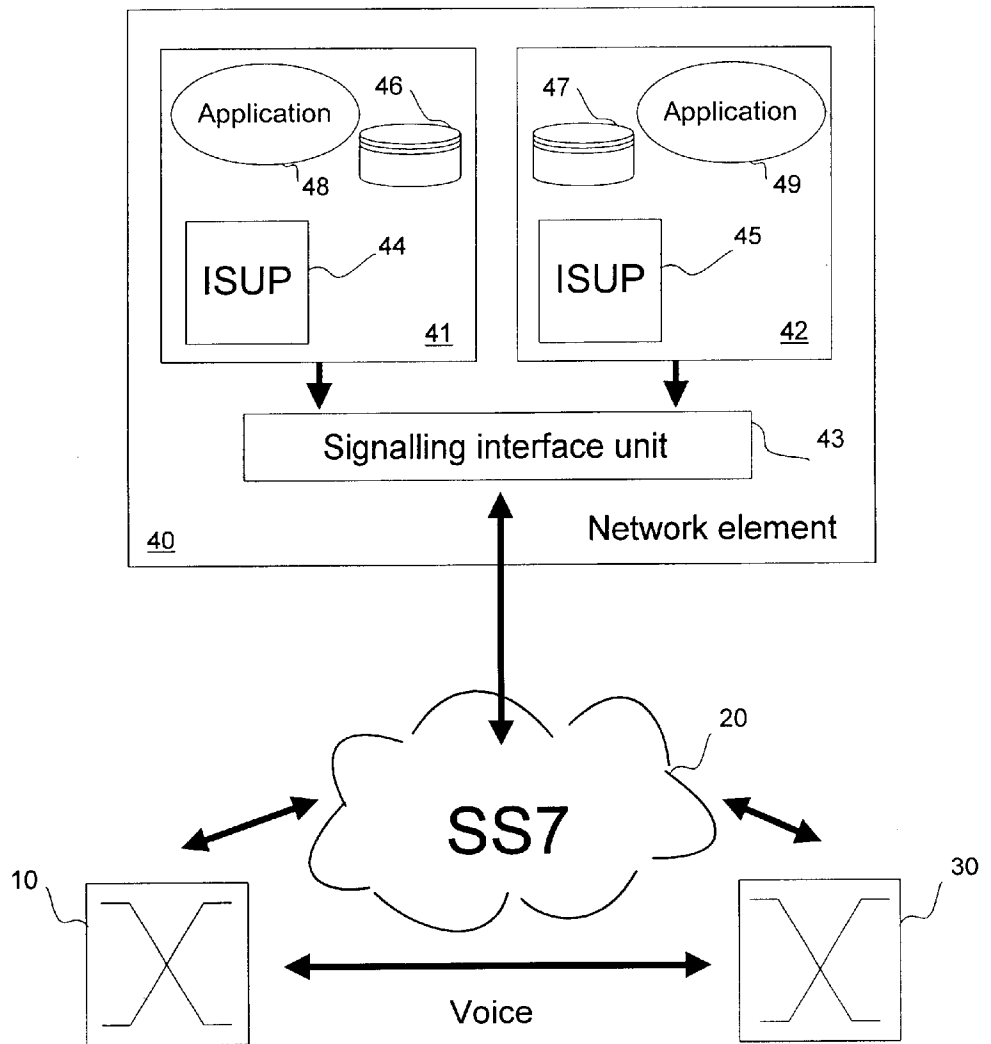 46
47
Application
Application
48
49
44
45
ISUP
ISUP
41
42
Signalling interface unit
43
40
Network element
20
SS7
10
30
Voice